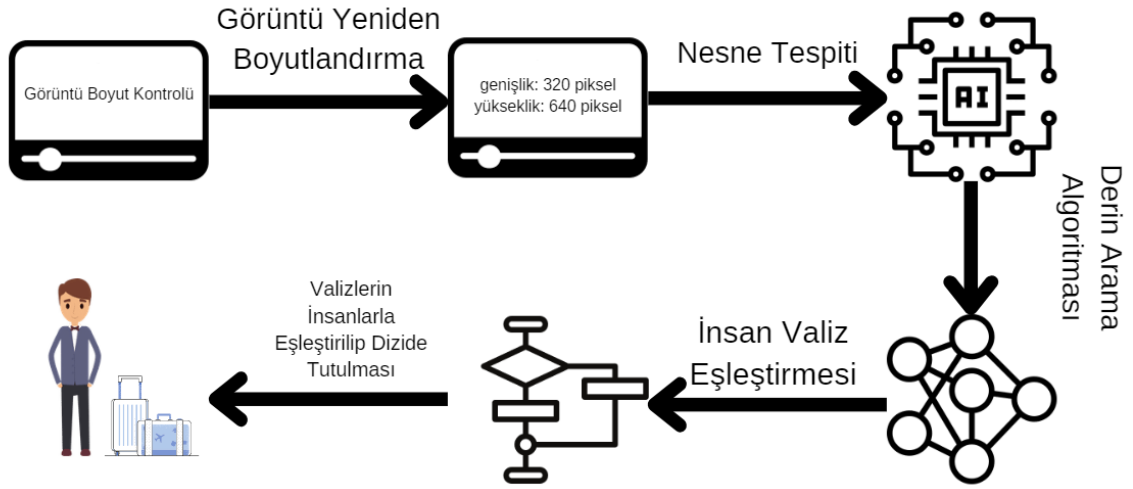 Görüntü Boyut Kontrolü
Görüntü Yeniden
Boyutlandırma
genişlik: 320 piksel
yükseklik: 640 piksel
Nesne Tespiti
AI
Derin Arama
Algoritması
İnsan Valiz
Eşleştirmesi
Valizlerin
İnsanlarla
Eşleştirilip Dizide
Tutulması